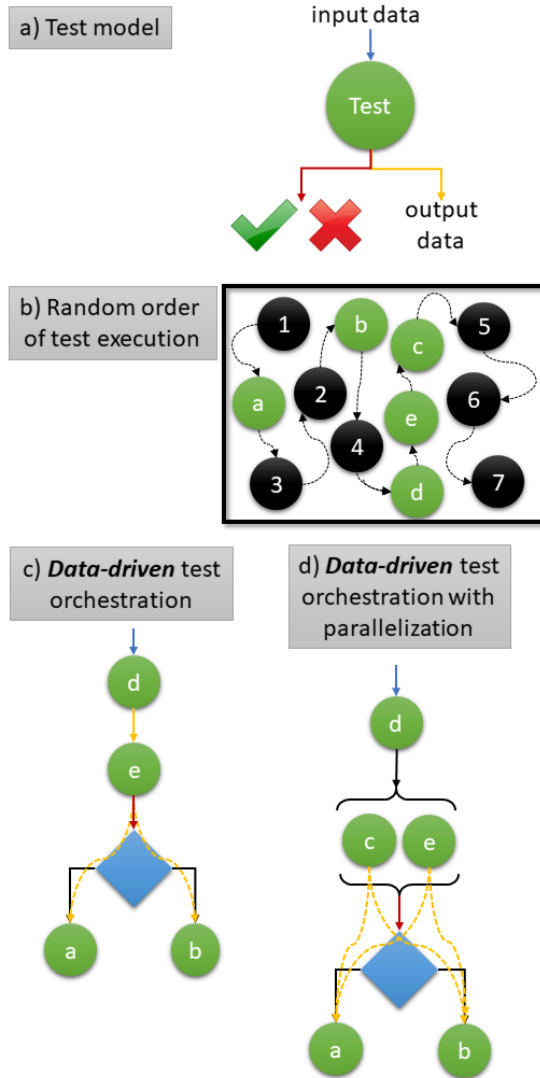 a) Test model
input data
Test
output
data
b) Random order
of test execution
1
b
c
5
a
2
e
6
3
4
d
7
c) Data-driven test
orchestration
d
e
a
b
d) Data-driven test
orchestration with
parallelization
d
c
e
a
b